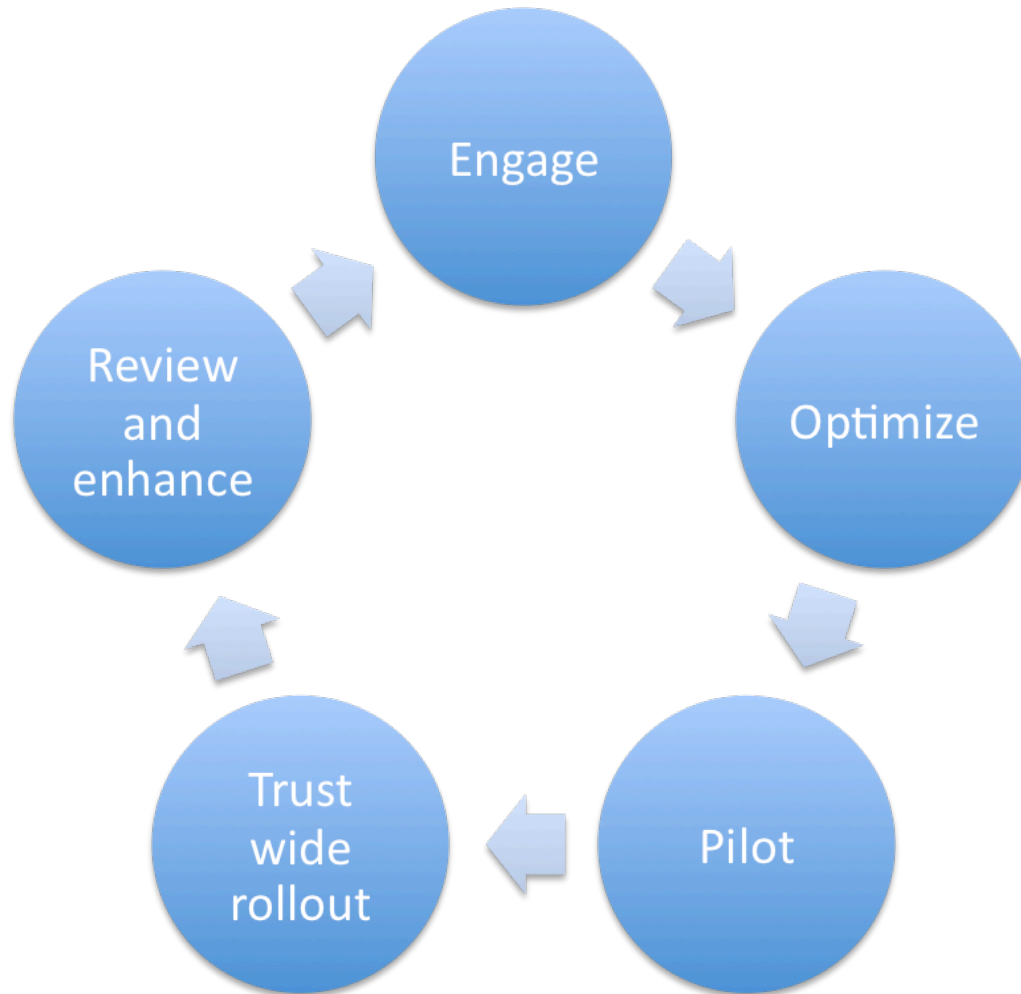 Engage
Optimize
Pilot
Trust
wide
rollout
Review
and
enhance